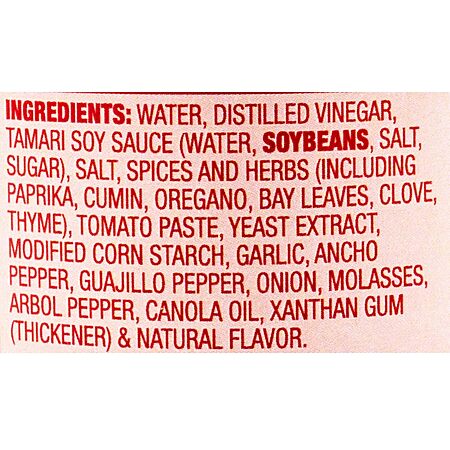 INGREDIENTS: WATER, DISTILLED VINEGAR,
TAMARI SOY SAUCE (WATER, SOYBEANS, SALT,
SUGAR), SALT, SPICES AND HERBS (INCLUDING
PAPRIKA, CUMIN, OREGANO, BAY LEAVES, CLOVE,
THYME), TOMATO PASTE, YEAST EXTRACT,
MODIFIED CORN STARCH, GARLIC, ANCHO
PEPPER, GUAJILLO PEPPER, ONION, MOLASSES,
ARBOL PEPPER, CANOLA OIL, XANTHAN GUM
(THICKENER) & NATURAL FLAVOR.